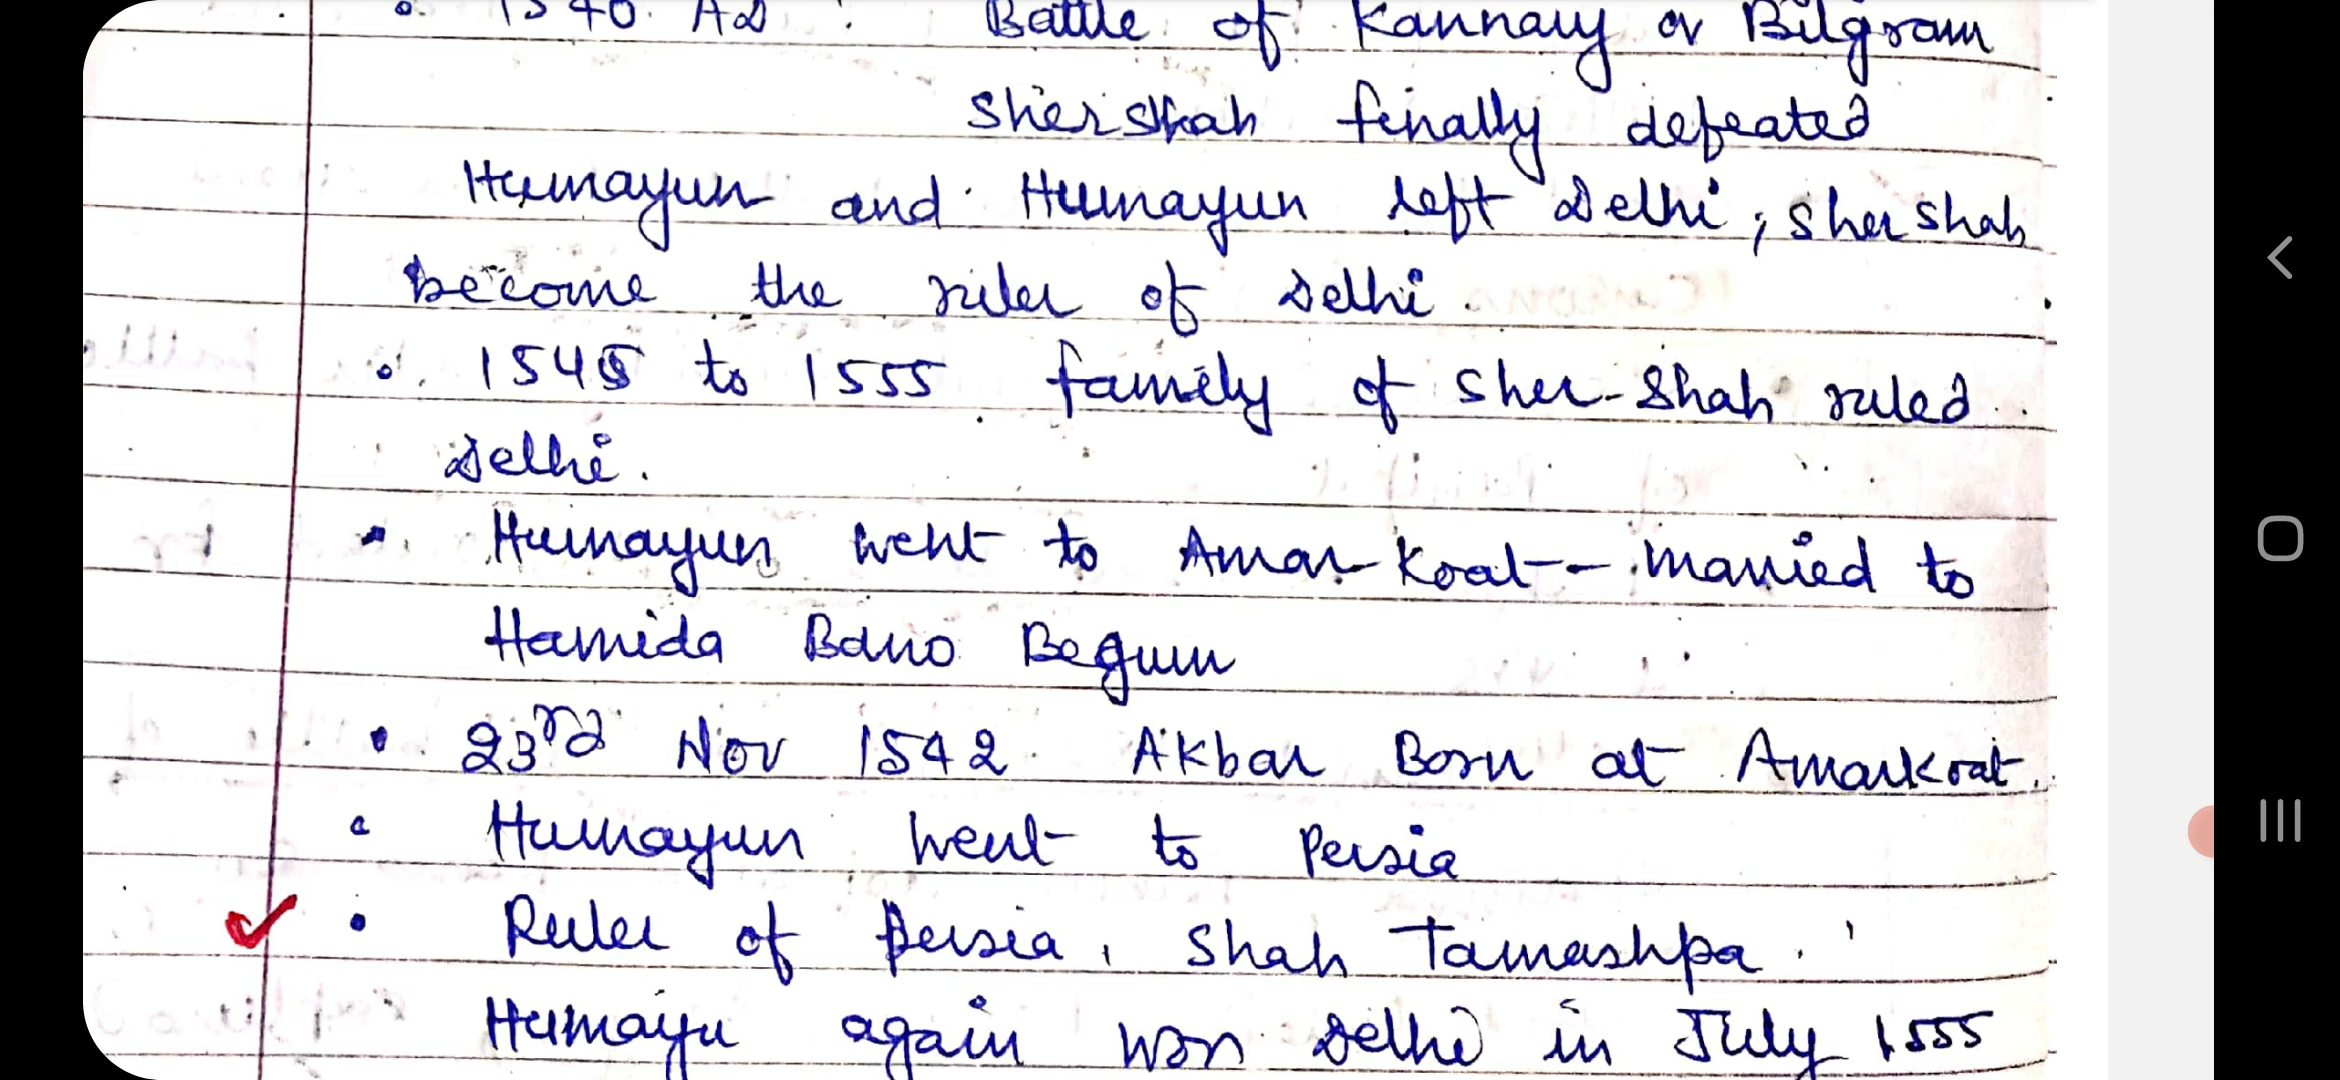 • 1540 AD : Battle of Kannauj or Bilgram
Shershah finally defeated
Humayun and Humayun left Delhi, Sher Shah
become the ruler of Delhi.
• 1545 to 1555 family of Sher-Shah ruled
Delhi.
• Humayun went to Amar-Koat - married to
Hamida Bano Begum
• 23rd Nov 1542 Akbar Born at Amarkoat.
• Humayun went to Persia
• Ruler of Persia, Shah Tamashpa.
Humayu again won Delhi in July 1555